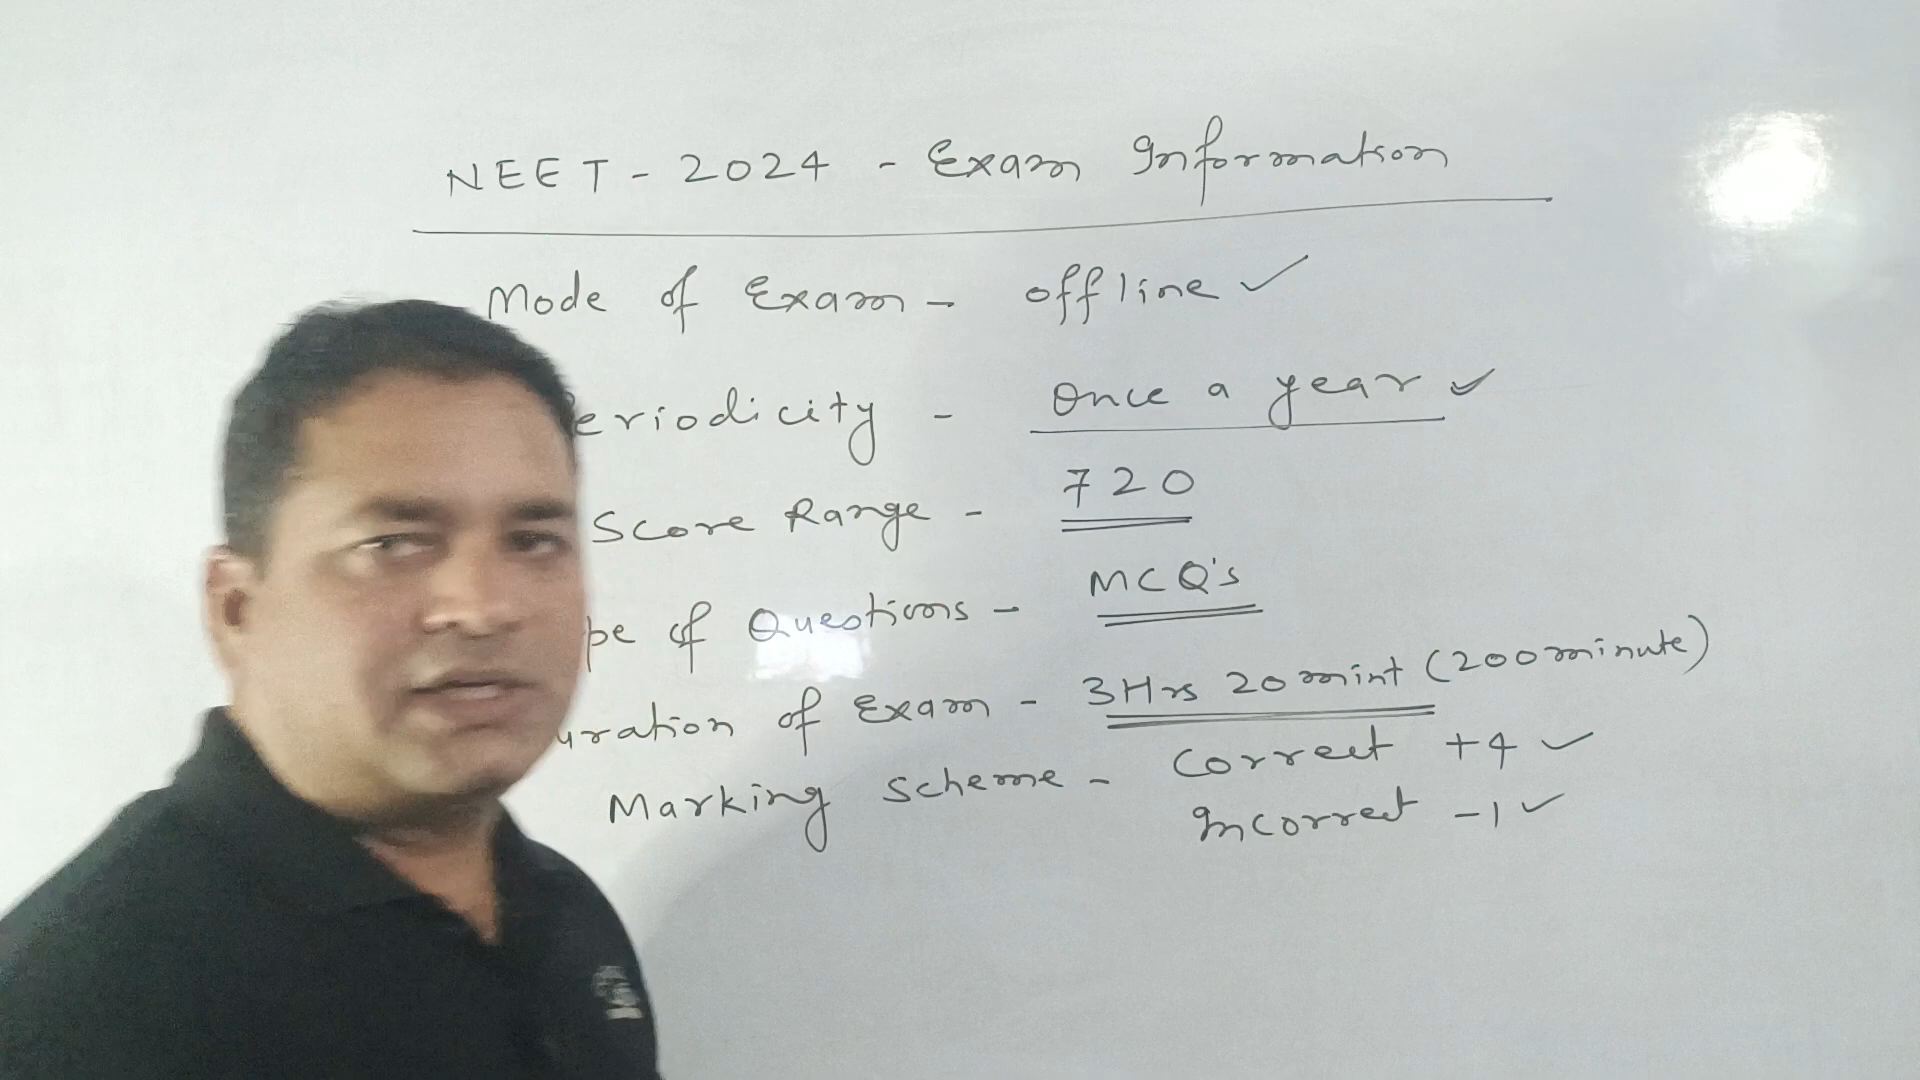 NEET - 2024 - Exam Information
Mode of Exam - offline ✓
eriodicity - Once a year ✓
Score Range - 720
pe of Questions - MCQ's
uration of Exam - 3Hrs 20 mint (200 minute)
Marking Scheme - Correct +4 ✓
Incorrect -1 ✓